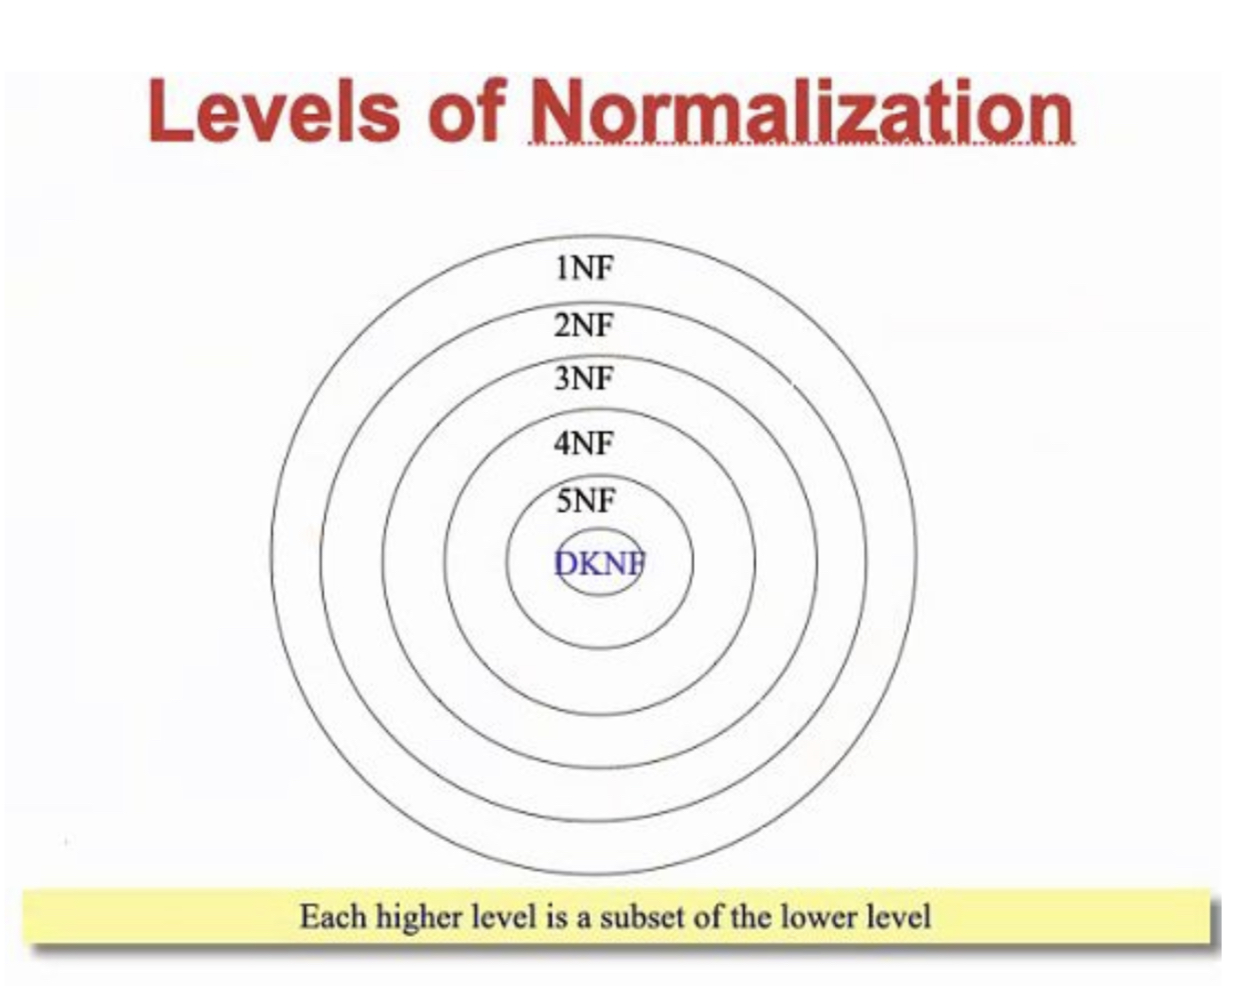 Levels of Normalization
1NF
2NF
3NF
4NF
5NF
DKNF
Each higher level is a subset of the lower level